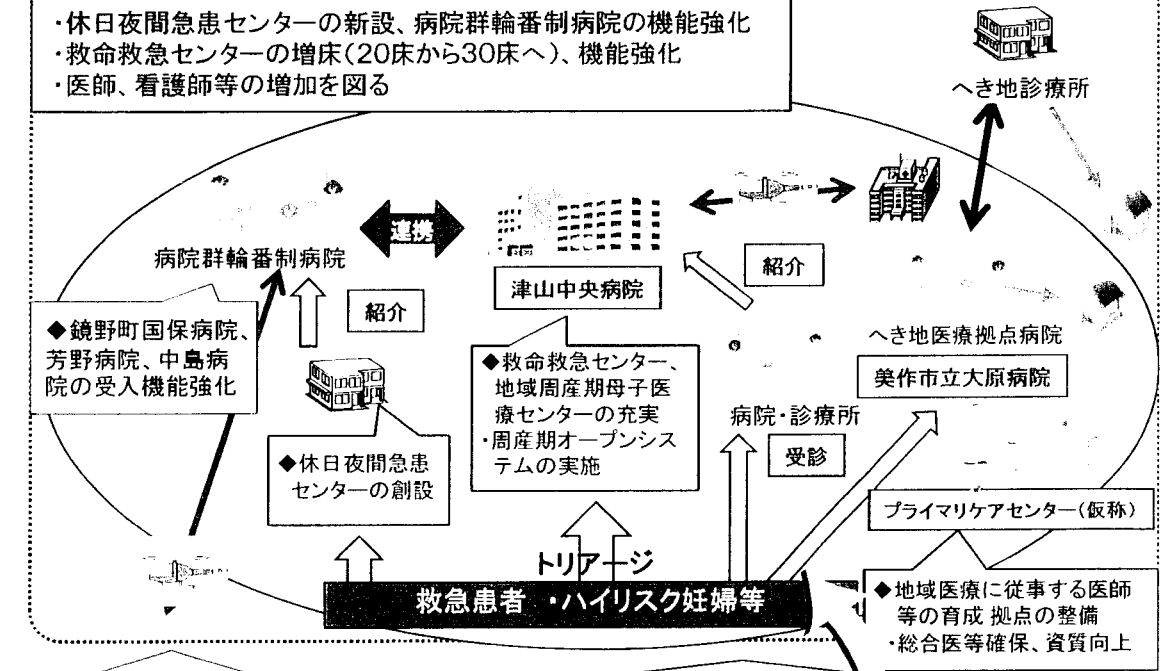 ・休日夜間急患センターの新設、病院群輪番制病院の機能強化
・救命救急センターの増床(20床から30床へ)、機能強化
・医師、看護師等の増加を図る
へき地診療所
連携
病院群輪番制病院
津山中央病院
紹介
紹介
◆鏡野町国保病院、
芳野病院、中島病
院の受入機能強化
◆救命救急センター、
地域周産期母子医
療センターの充実
・周産期オープンシス
テムの実施
へき地医療拠点病院
美作市立大原病院
病院・診療所
受診
◆休日夜間急患
センターの創設
プライマリケアセンター(仮称)
トリアージ
救急患者 ・ハイリスク妊婦等
◆地域医療に従事する医師
等の育成 拠点の整備
・総合医等確保、資質向上